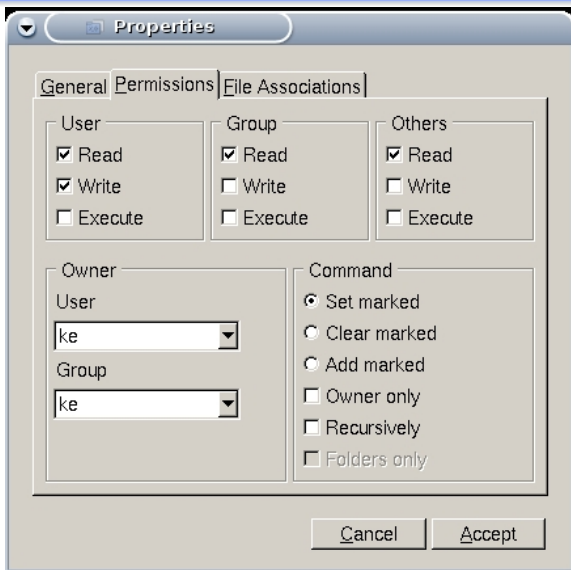 Properties
General Permissions File Associations
User
Read
Write
Execute
Group
Read
Write
Execute
Others
Read
Write
Execute
Owner
User
ke
Group
ke
Command
Set marked
Clear marked
Add marked
Owner only
Recursively
Folders only
Cancel Accept